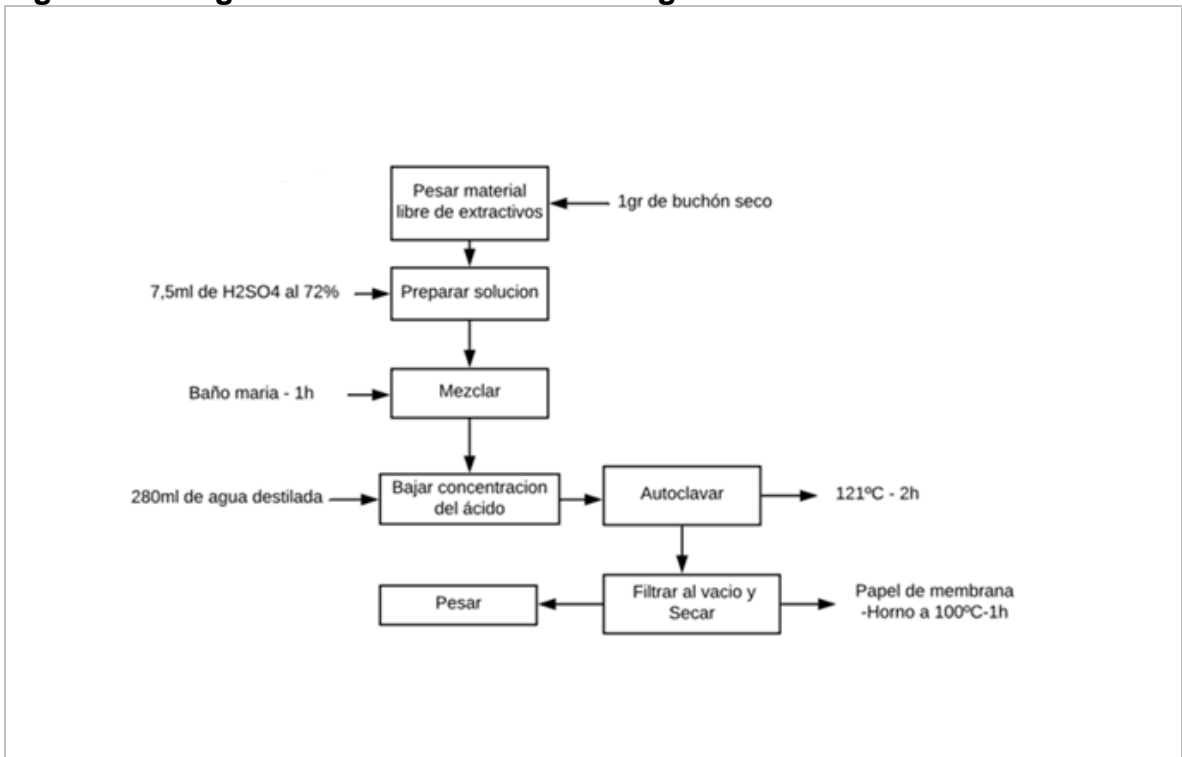 Pesar material
libre de extractivos
1gr de buchón seco
7,5ml de H2SO4 al 72%
Preparar solucion
Baño maria - 1h
Mezclar
280ml de agua destilada
Bajar concentracion
del ácido
Autoclavar
121ºC - 2h
Filtrar al vacio y
Secar
Papel de membrana
-Horno a 100ºC-1h
Pesar